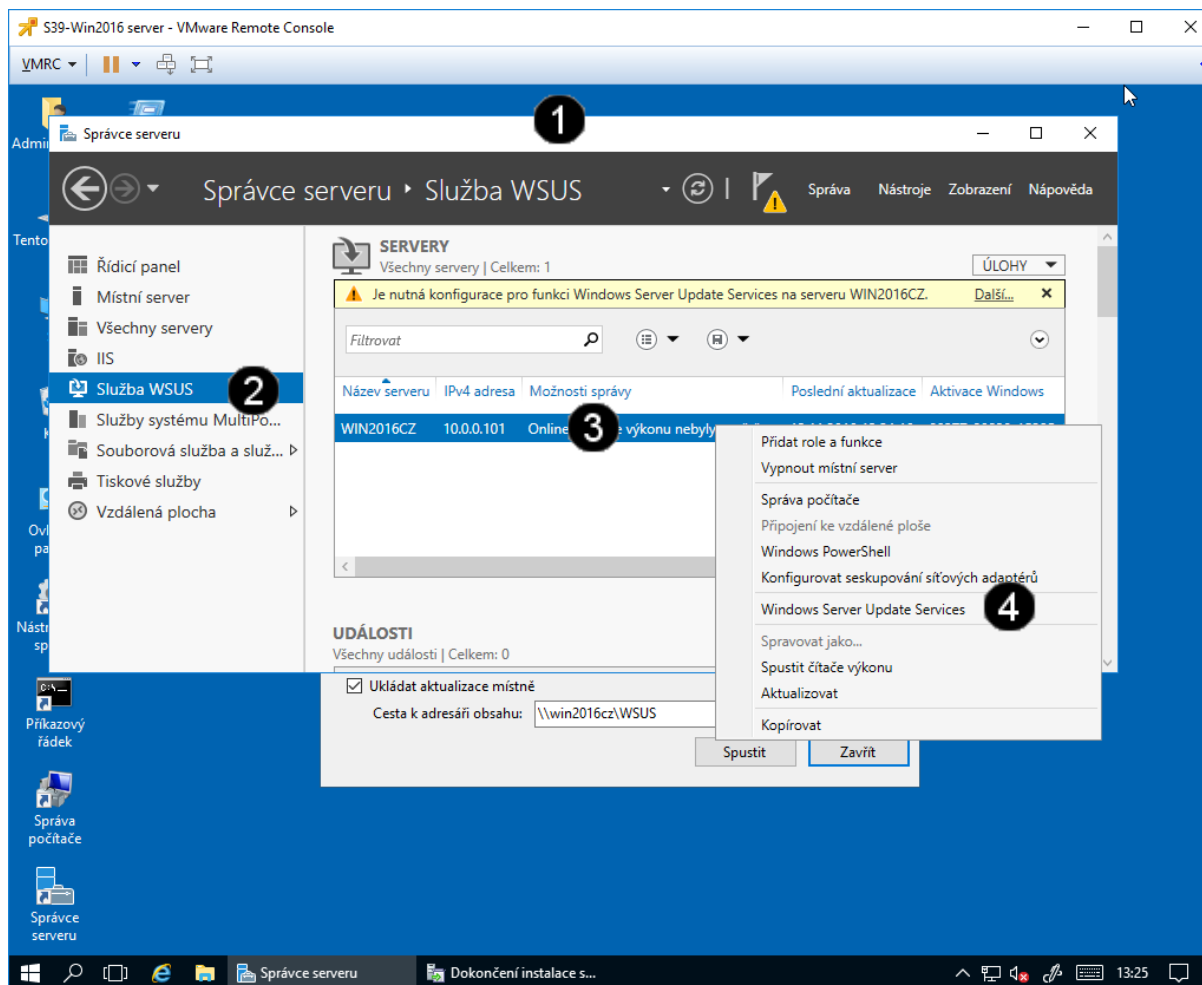 S39-Win2016 server - VMware Remote Console
VMRC
1
Správce serveru
Správce serveru Služba WSUS
Správa Nástroje Zobrazení Nápověda
Tento
Řídicí panel
Místní server
Všechny servery
IIS
Služba WSUS
2
Služby systému MultiPo...
Souborová služba a služ...
Tiskové služby
Vzdálená plocha
SERVERY
Všechny servery | Celkem: 1
ÚLOHY
Je nutná konfigurace pro funkci Windows Server Update Services na serveru WIN2016CZ. Další...
Filtrovat
Název serveru IPv4 adresa Možnosti správy Poslední aktualizace Aktivace Windows
WIN2016CZ 10.0.0.101 Online 3 výkonu nebyly
Přidat role a funkce
Vypnout místní server
Správa počítače
Připojení ke vzdálené ploše
Windows PowerShell
Konfigurovat seskupování síťových adaptérů
Windows Server Update Services
4
Spravovat jako...
Spustit čítače výkonu
Aktualizovat
Kopírovat
UDÁLOSTI
Všechny události | Celkem: 0
Ukládat aktualizace místně
Cesta k adresáři obsahu: \\win2016cz\WSUS
Spustit Zavřít
Příkazový
řádek
Správa
počítače
Správce
serveru
Správce serveru
Dokončení instalace s...
13:25